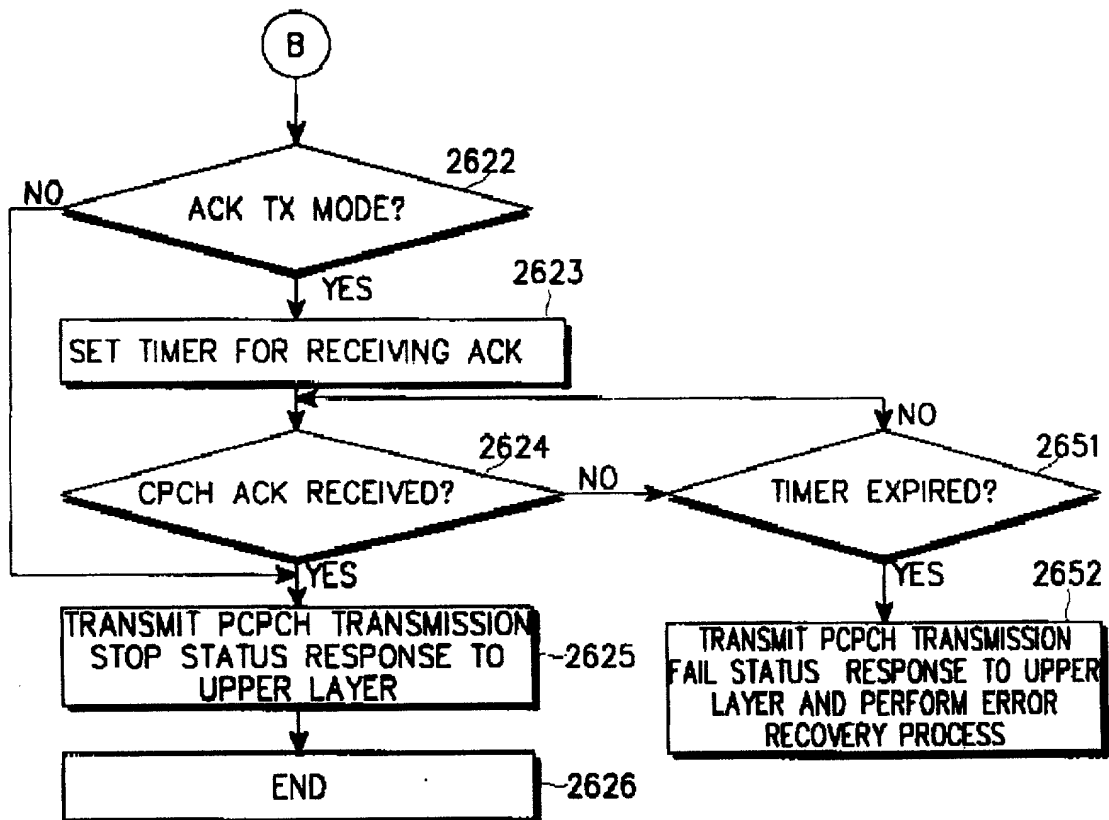 B
2622
NO
ACK TX MODE?
YES
2623
SET TIMER FOR RECEIVING ACK
NO
2624
2651
CPCH ACK RECEIVED?
NO
TIMER EXPIRED?
YES
YES
2652
TRANSMIT PCPCH TRANSMISSION
STOP STATUS RESPONSE TO
UPPER LAYER
2625
TRANSMIT PCPCH TRANSMISSION
FAIL STATUS RESPONSE TO UPPER
LAYER AND PERFORM ERROR
RECOVERY PROCESS
END
2626